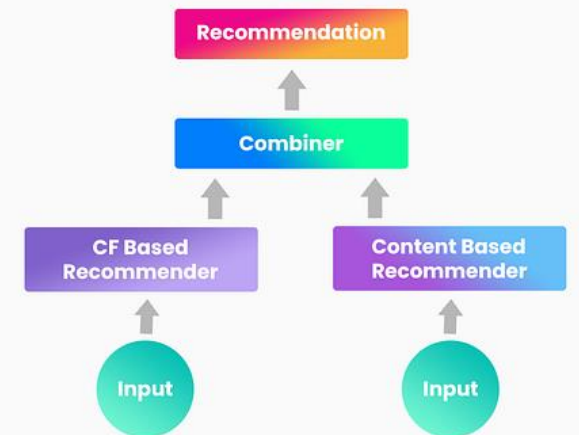 Recommendation
Combiner
CF Based
Recommender
Content Based
Recommender
Input
Input